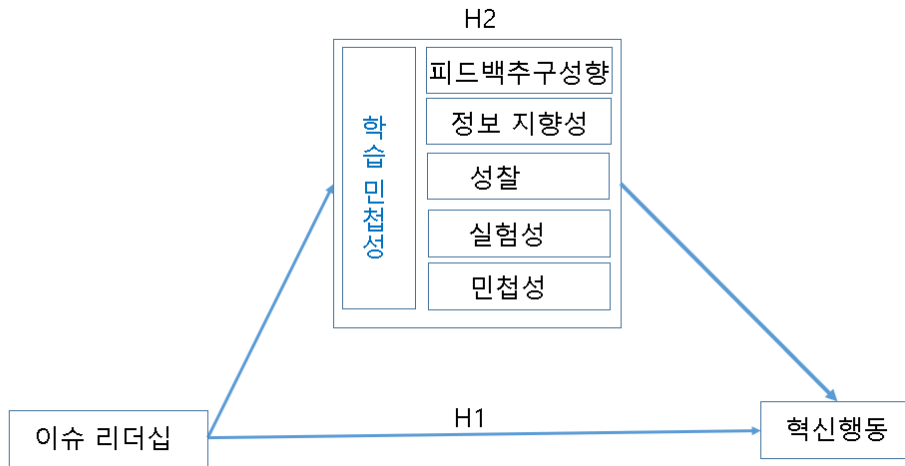 H2
학습 민첩성
피드백추구성향
정보 지향성
성찰
실험성
민첩성
H1
이슈 리더십
혁신행동